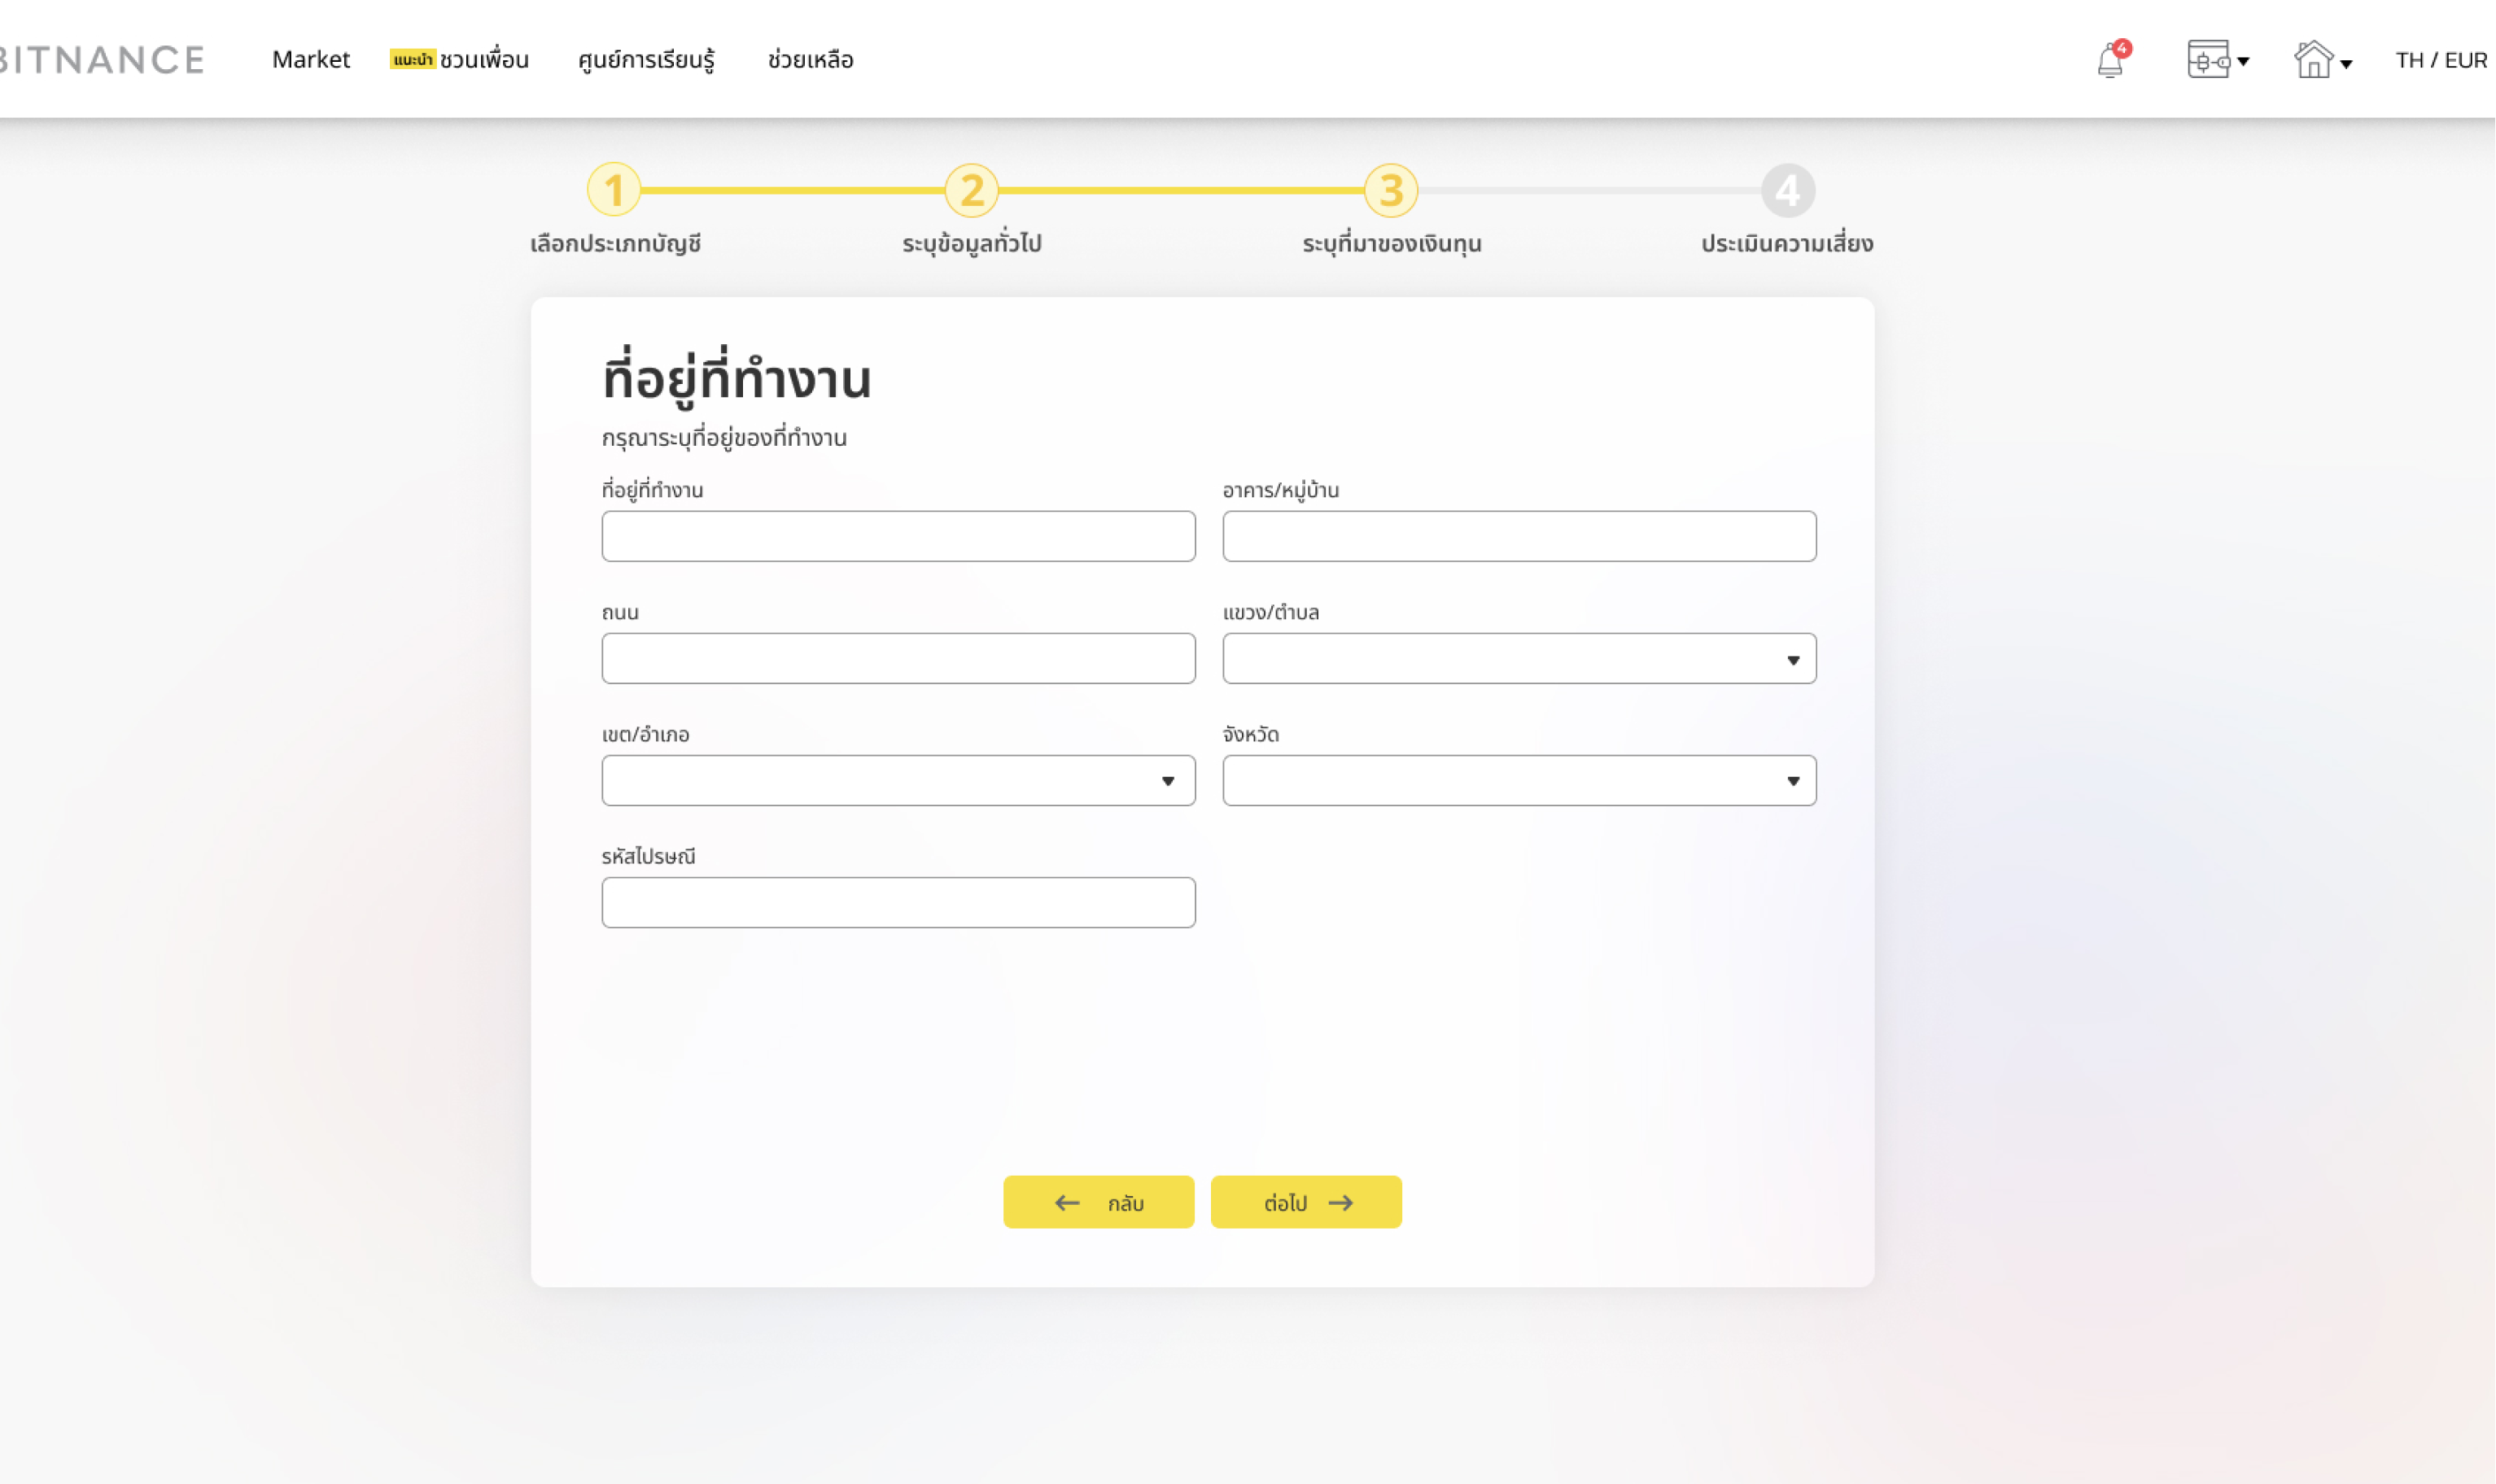 BITNANCE Market แนะนำ ชวนเพื่อน ศูนย์การเรียนรู้ ช่วยเหลือ 4 TH / EUR
1 2 3 4
เลือกประเภทบัญชี ระบุข้อมูลทั่วไป ระบุที่มาของเงินทุน ประเมินความเสี่ยง
ที่อยู่ที่ทำงาน
กรุณาระบุที่อยู่ของที่ทำงาน
ที่อยู่ที่ทำงาน อาคาร/หมู่บ้าน
ถนน แขวง/ตำบล
เขต/อำเภอ จังหวัด
รหัสไปรษณี
← กลับ ต่อไป →